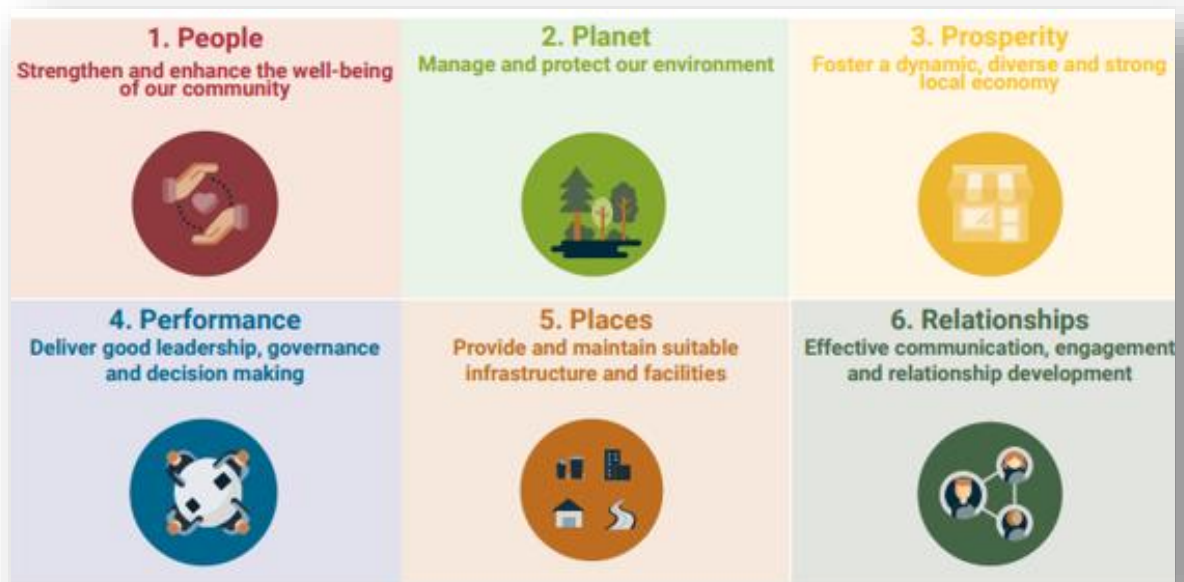 1. People
Strengthen and enhance the well-being
of our community
2. Planet
Manage and protect our environment
3. Prosperity
Foster a dynamic, diverse and strong
local economy
4. Performance
Deliver good leadership, governance
and decision making
5. Places
Provide and maintain suitable
infrastructure and facilities
6. Relationships
Effective communication, engagement
and relationship development